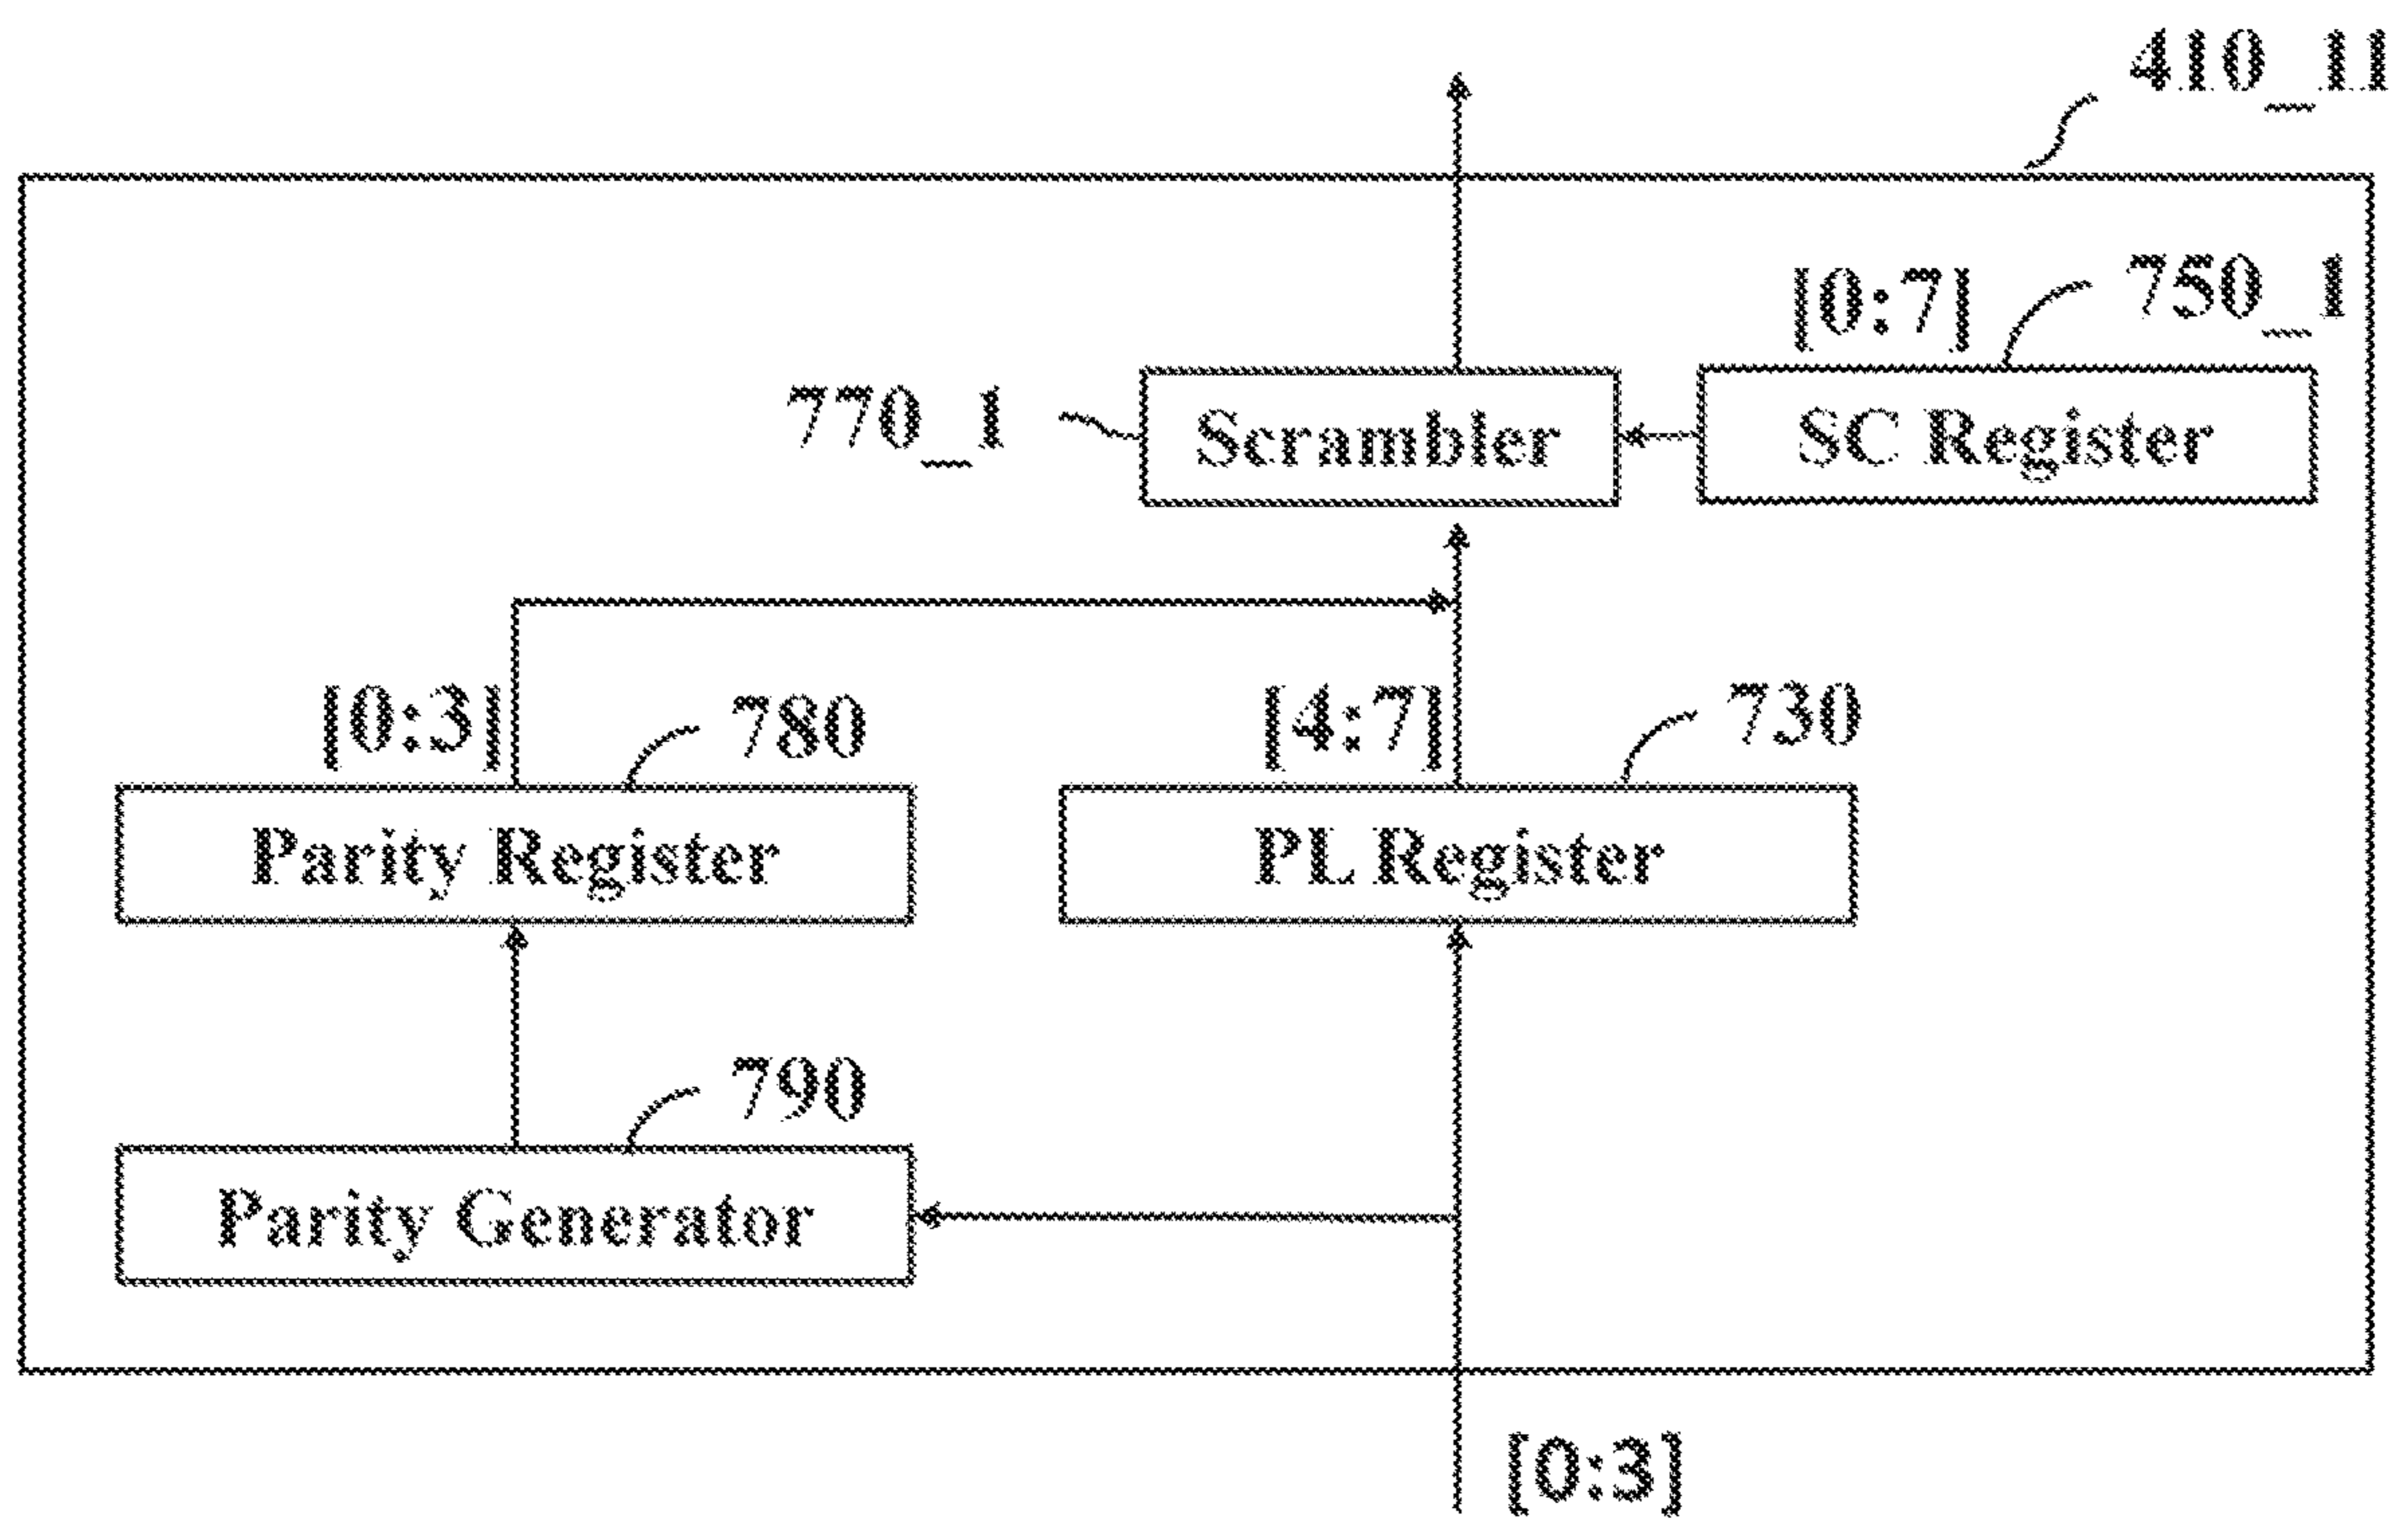 410_11
[0:7]
750_1
770_1
Scrambler
SC Register
[0:3]
780
[4:7]
730
Parity Register
PL Register
790
Parity Generator
[0:3]